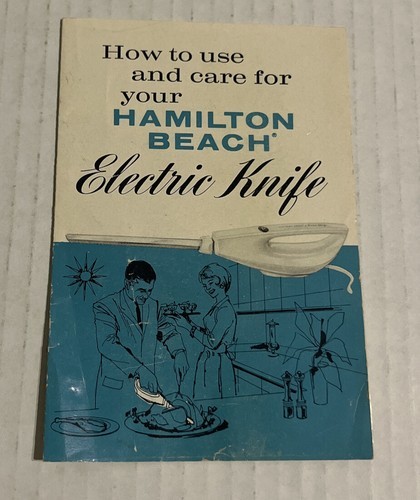 How to use
and care for
your
HAMILTON
BEACH®
Electric Knife